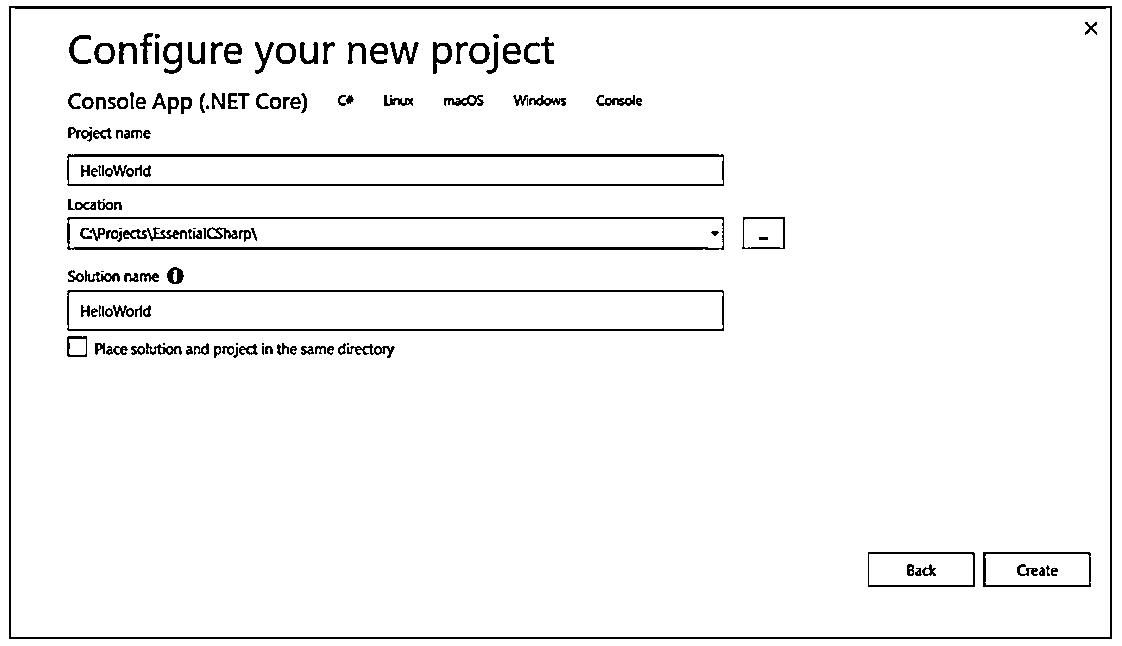 Configure your new project
Console App (.NET Core) C# Linux macOS Windows Console
Project name
HelloWorld
Location
C:\Projects\EssentialCSharp\
Solution name
HelloWorld
Place solution and project in the same directory
Back Create